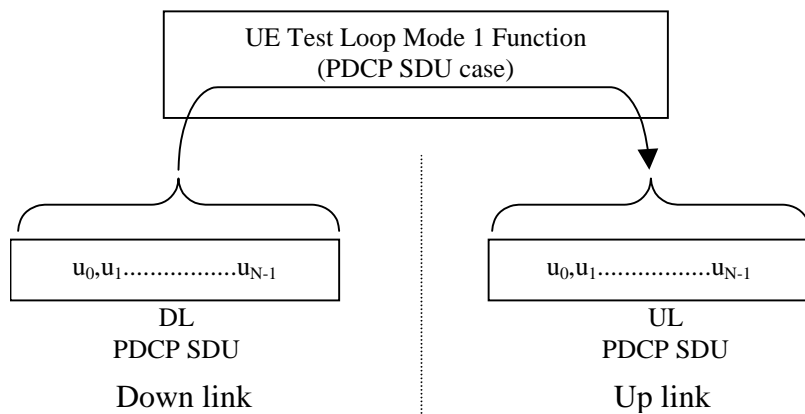 UE Test Loop Mode 1 Function
(PDCP SDU case)
u0,u1..................uN-1
u0,u1..................uN-1
DL
PDCP SDU
UL
PDCP SDU
Down link
Up link